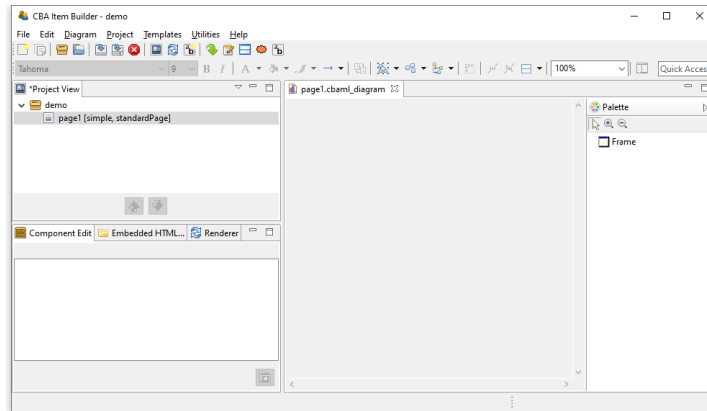 CBA Item Builder - demo
File Edit Diagram Project Templates Utilities Help
Tahoma 9 B I A 100% Quick Acces
*Project View
demo
page1 [simple, standardPage]
page1.cbaml_diagram
Palette
Frame
Component Edit Embedded HTML... Renderer